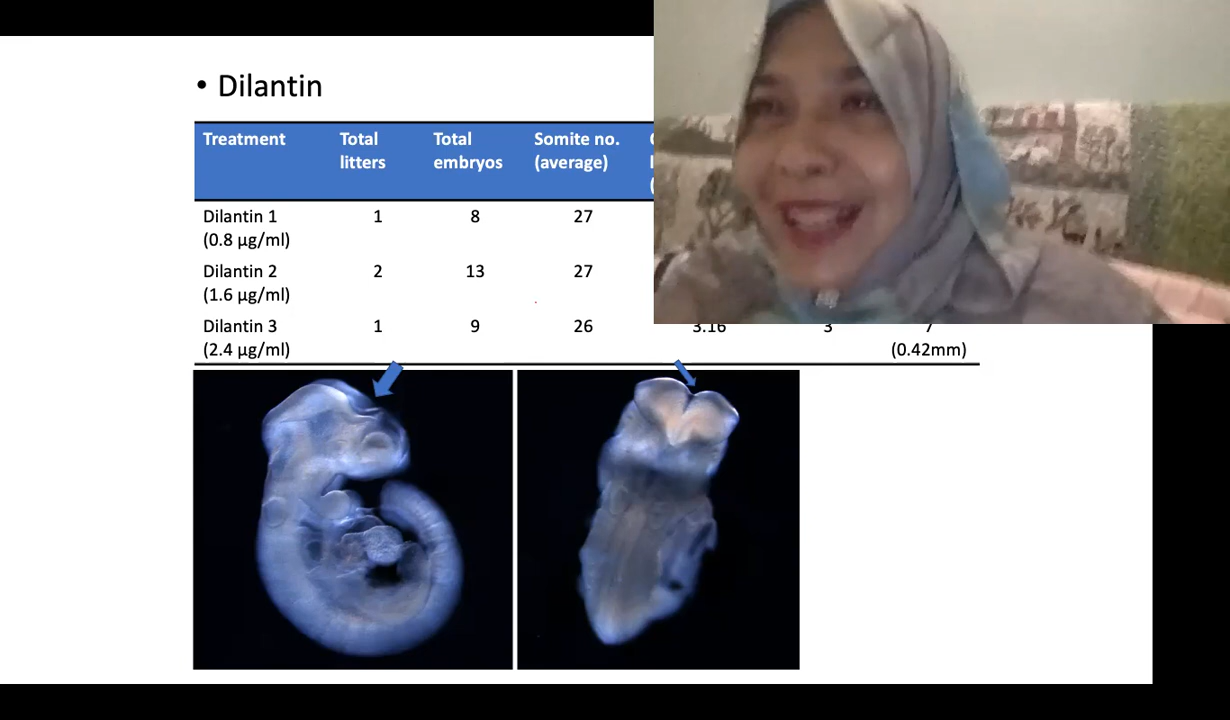 • Dilantin
Treatment Total litters Total embryos Somite no. (average)
Dilantin 1 (0.8 µg/ml) 1 8 27
Dilantin 2 (1.6 µg/ml) 2 13 27
Dilantin 3 (2.4 µg/ml) 1 9 26 3.16 3 7 (0.42mm)